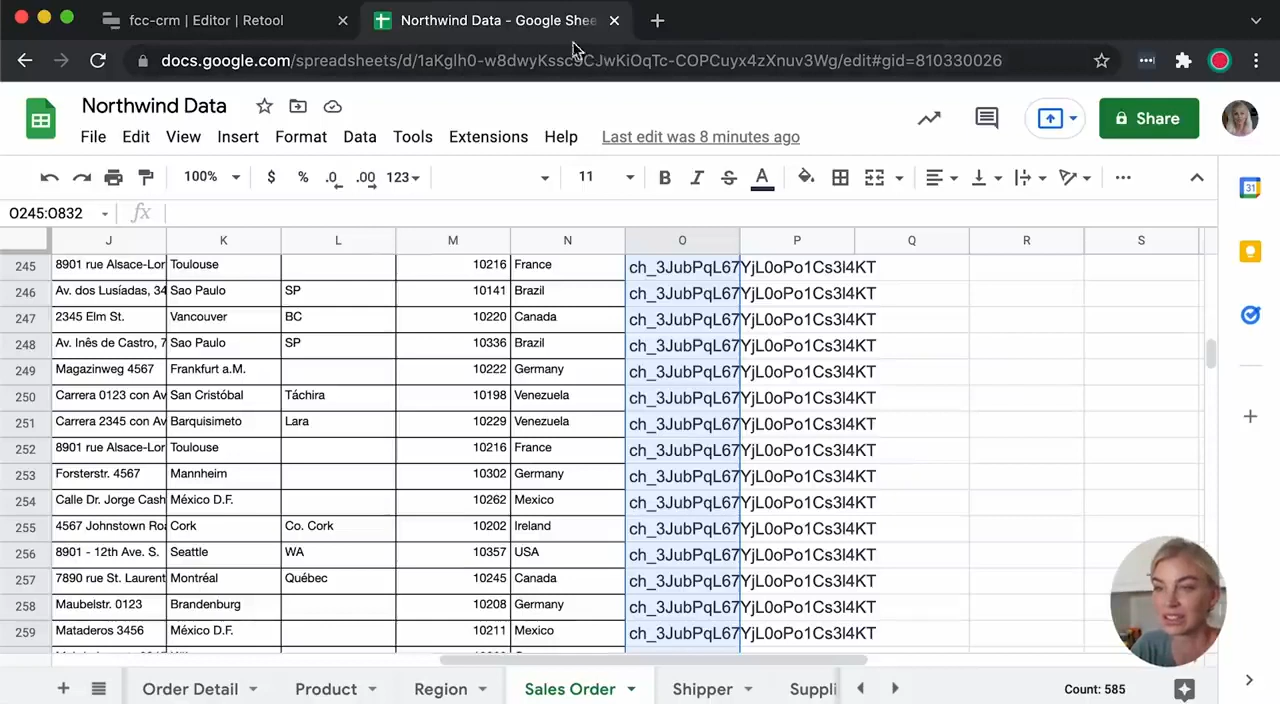 fcc-crm | Editor | Retool
Northwind Data - Google Shee
docs.google.com/spreadsheets/d/1aKglh0-w8dwyKssc9CJwKiOqTc-COPCuyx4zXnuv3Wg/edit#gid=810330026
Northwind Data
File Edit View Insert Format Data Tools Extensions Help Last edit was 8 minutes ago
Share
100% $ % .0 .00 123 11 B I S A
O245:O832 fx
J K L M N O P Q R S
245 8901 rue Alsace-Lor Toulouse 10216 France ch_3JubPqL67YjL0oPo1Cs3l4KT
246 Av. dos Lusíadas, 34 Sao Paulo SP 10141 Brazil ch_3JubPqL67YjL0oPo1Cs3l4KT
247 2345 Elm St. Vancouver BC 10220 Canada ch_3JubPqL67YjL0oPo1Cs3l4KT
248 Av. Inês de Castro, 7 Sao Paulo SP 10336 Brazil ch_3JubPqL67YjL0oPo1Cs3l4KT
249 Magazinweg 4567 Frankfurt a.M. 10222 Germany ch_3JubPqL67YjL0oPo1Cs3l4KT
250 Carrera 0123 con Av San Cristóbal Táchira 10198 Venezuela ch_3JubPqL67YjL0oPo1Cs3l4KT
251 Carrera 2345 con Av Barquisimeto Lara 10229 Venezuela ch_3JubPqL67YjL0oPo1Cs3l4KT
252 8901 rue Alsace-Lor Toulouse 10216 France ch_3JubPqL67YjL0oPo1Cs3l4KT
253 Forsterstr. 4567 Mannheim 10302 Germany ch_3JubPqL67YjL0oPo1Cs3l4KT
254 Calle Dr. Jorge Cash México D.F. 10262 Mexico ch_3JubPqL67YjL0oPo1Cs3l4KT
255 4567 Johnstown Roa Cork Co. Cork 10202 Ireland ch_3JubPqL67YjL0oPo1Cs3l4KT
256 8901 - 12th Ave. S. Seattle WA 10357 USA ch_3JubPqL67YjL0oPo1Cs3l4KT
257 7890 rue St. Laurent Montréal Québec 10245 Canada ch_3JubPqL67YjL0oPo1Cs3l4KT
258 Maubelstr. 0123 Brandenburg 10208 Germany ch_3JubPqL67YjL0oPo1Cs3l4KT
259 Mataderos 3456 México D.F. 10211 Mexico ch_3JubPqL67YjL0oPo1Cs3l4KT
Order Detail Product Region Sales Order Shipper Suppli Count: 585